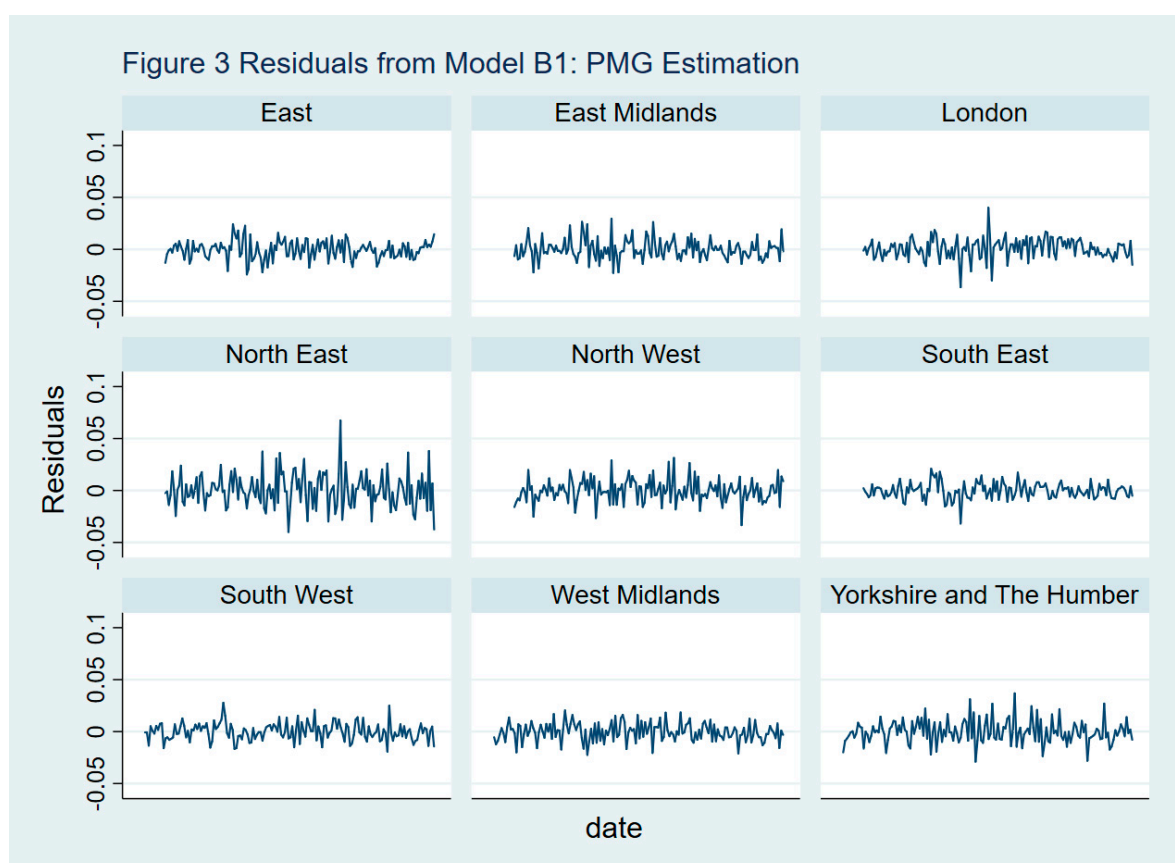 Figure 3 Residuals from Model B1: PMG Estimation
East
East Midlands
London
0.1
0.05
0
-0.05
North East
North West
South East
0.1
0.05
0
-0.05
Residuals
South West
West Midlands
Yorkshire and The Humber
0.1
0.05
0
-0.05
date